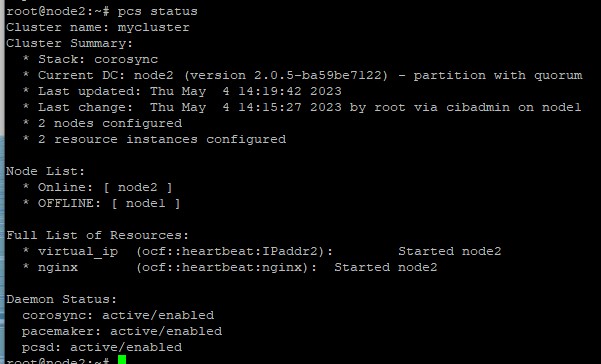 root@node2:~# pcs status
Cluster name: mycluster
Cluster Summary:
  * Stack: corosync
  * Current DC: node2 (version 2.0.5-ba59be7122) - partition with quorum
  * Last updated: Thu May  4 14:19:42 2023
  * Last change:  Thu May  4 14:15:27 2023 by root via cibadmin on node1
  * 2 nodes configured
  * 2 resource instances configured

Node List:
  * Online: [ node2 ]
  * OFFLINE: [ node1 ]

Full List of Resources:
  * virtual_ip  (ocf::heartbeat:IPaddr2):        Started node2
  * nginx       (ocf::heartbeat:nginx):  Started node2

Daemon Status:
  corosync: active/enabled
  pacemaker: active/enabled
  pcsd: active/enabled
root@node2:~#